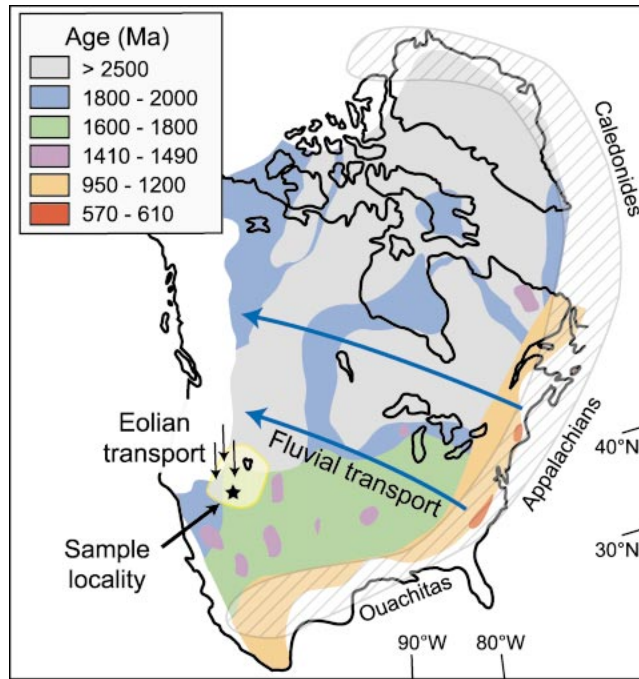 Age (Ma)
> 2500
1800 - 2000
1600 - 1800
1410 - 1490
950 - 1200
570 - 610
Caledonides
Appalachians
Ouachitas
Fluvial transport
Eolian
transport
Sample
locality
40°N
30°N
90°W
80°W